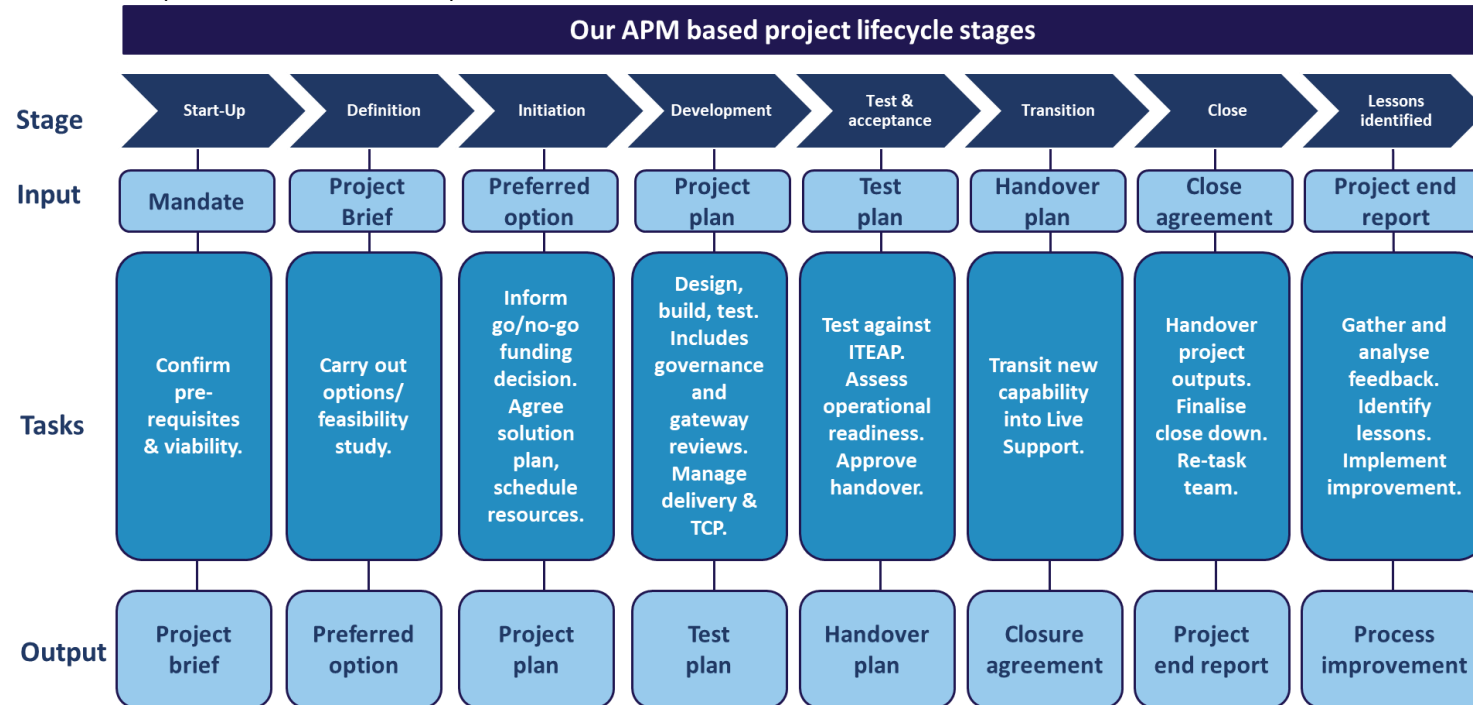 Our APM based project lifecycle stages
Stage
Start-Up
Definition
Initiation
Development
Test &
acceptance
Transition
Close
Lessons
identified
Input
Mandate
Project
Brief
Preferred
option
Project
plan
Test
plan
Handover
plan
Close
agreement
Project end
report
Tasks
Confirm
pre-
requisites
& viability.
Carry out
options/
feasibility
study.
Inform
go/no-go
funding
decision.
Agree
solution
plan,
schedule
resources.
Design,
build, test.
Includes
governance
and
gateway
reviews.
Manage
delivery &
TCP.
Test against
ITEAP.
Assess
operational
readiness.
Approve
handover.
Transit new
capability
into Live
Support.
Handover
project
outputs.
Finalise
close down.
Re-task
team.
Gather and
analyse
feedback.
Identify
lessons.
Implement
improvement.
Output
Project
brief
Preferred
option
Project
plan
Test
plan
Handover
plan
Closure
agreement
Project
end report
Process
improvement